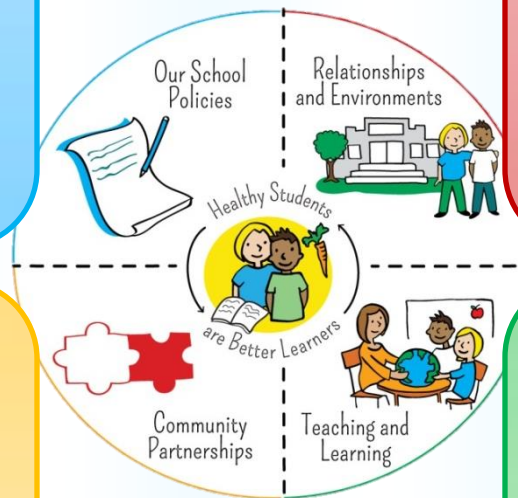 Our School
Policies
Relationships
and Environments
Healthy Students
are Better Learners
Community
Partnerships
Teaching and
Learning